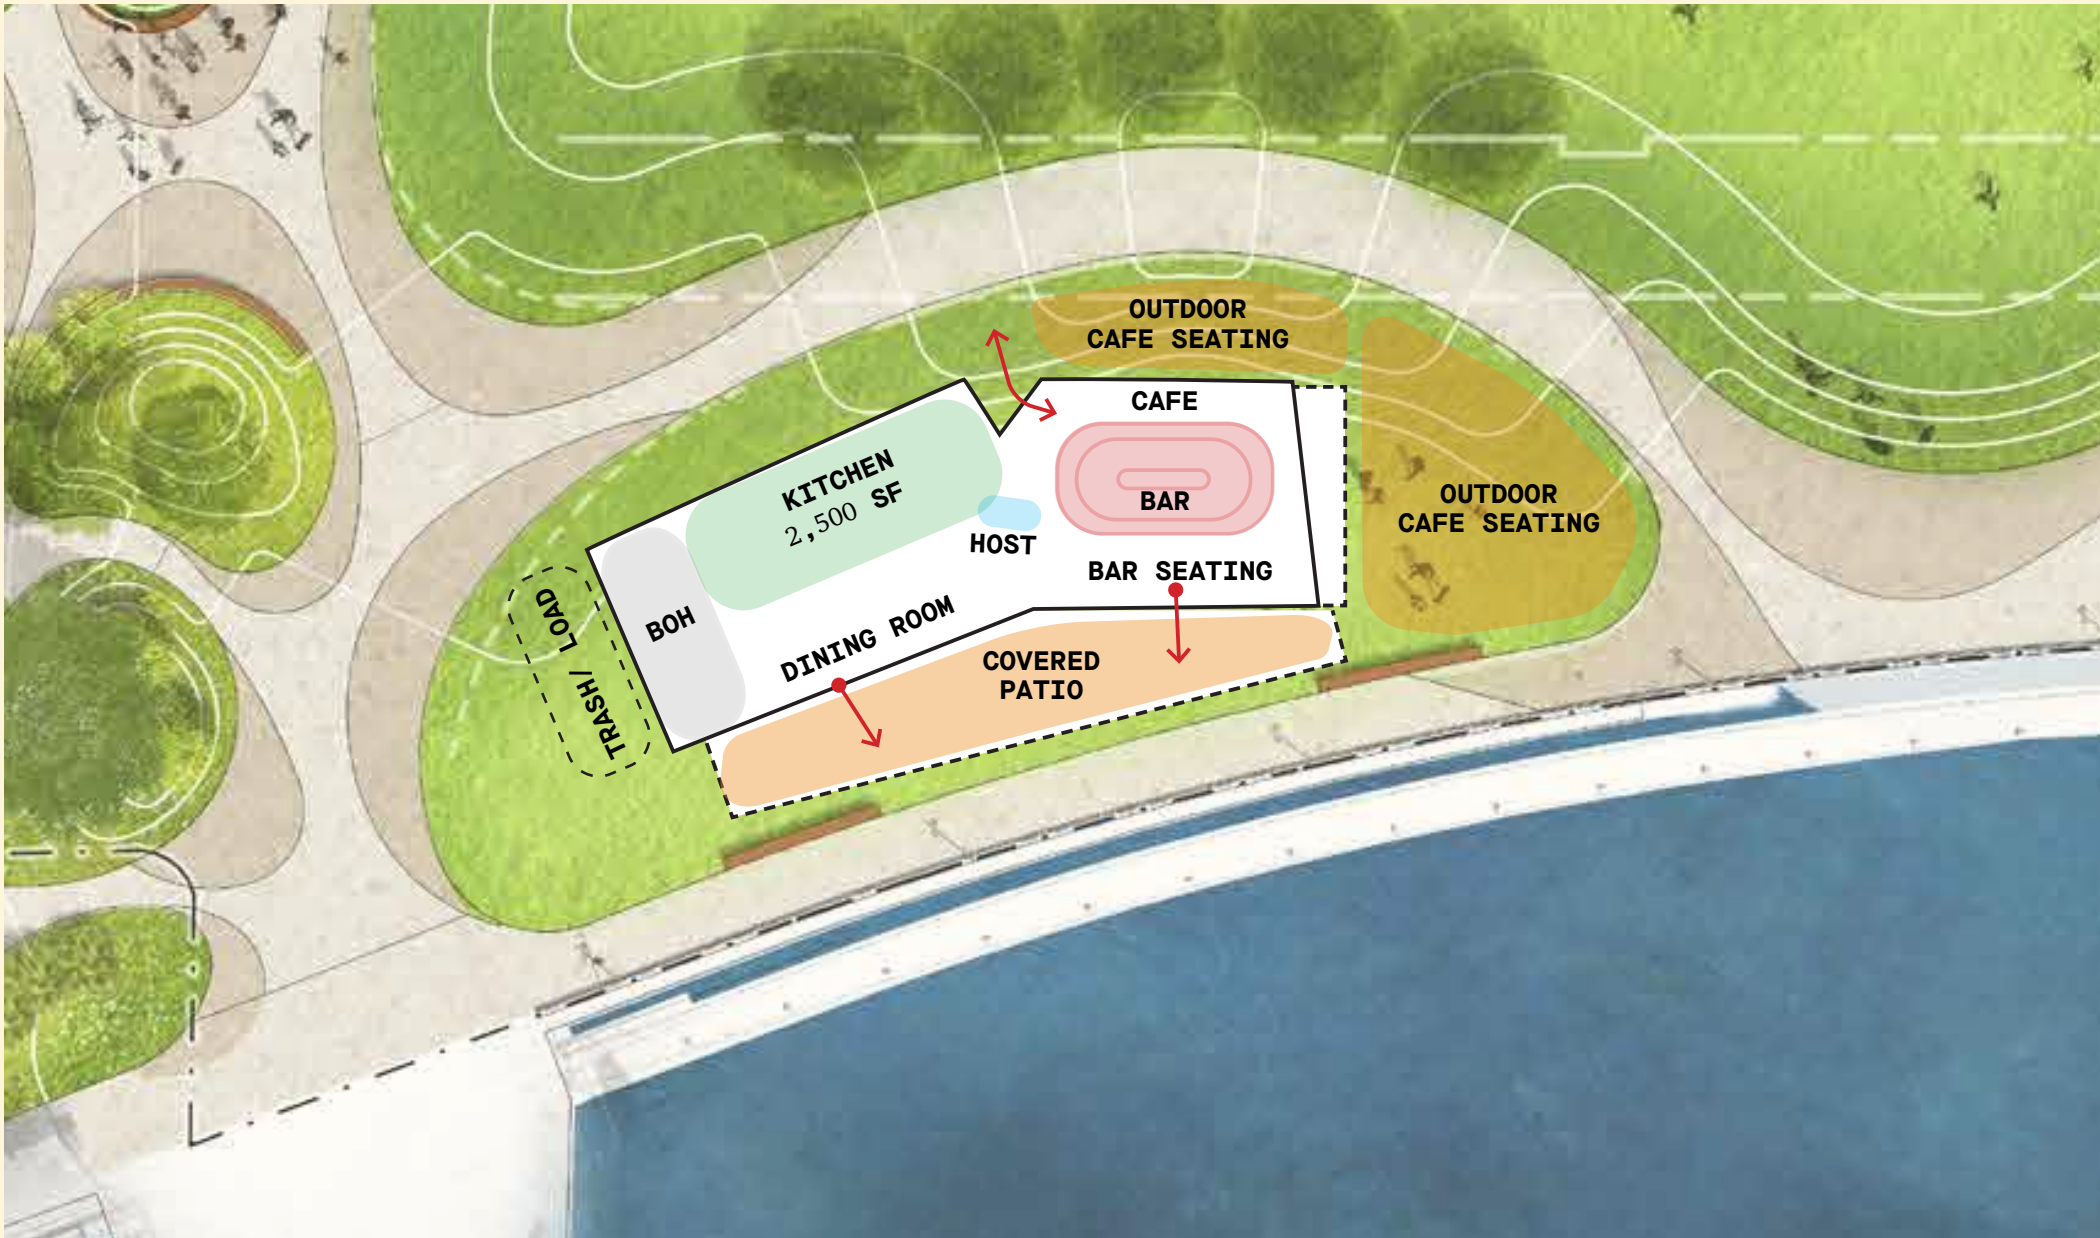 OUTDOOR
CAFE SEATING
CAFE
BAR
KITCHEN
2,500 SF
HOST
OUTDOOR
CAFE SEATING
BAR SEATING
BOH
DINING ROOM
TRASH/ LOAD
COVERED
PATIO